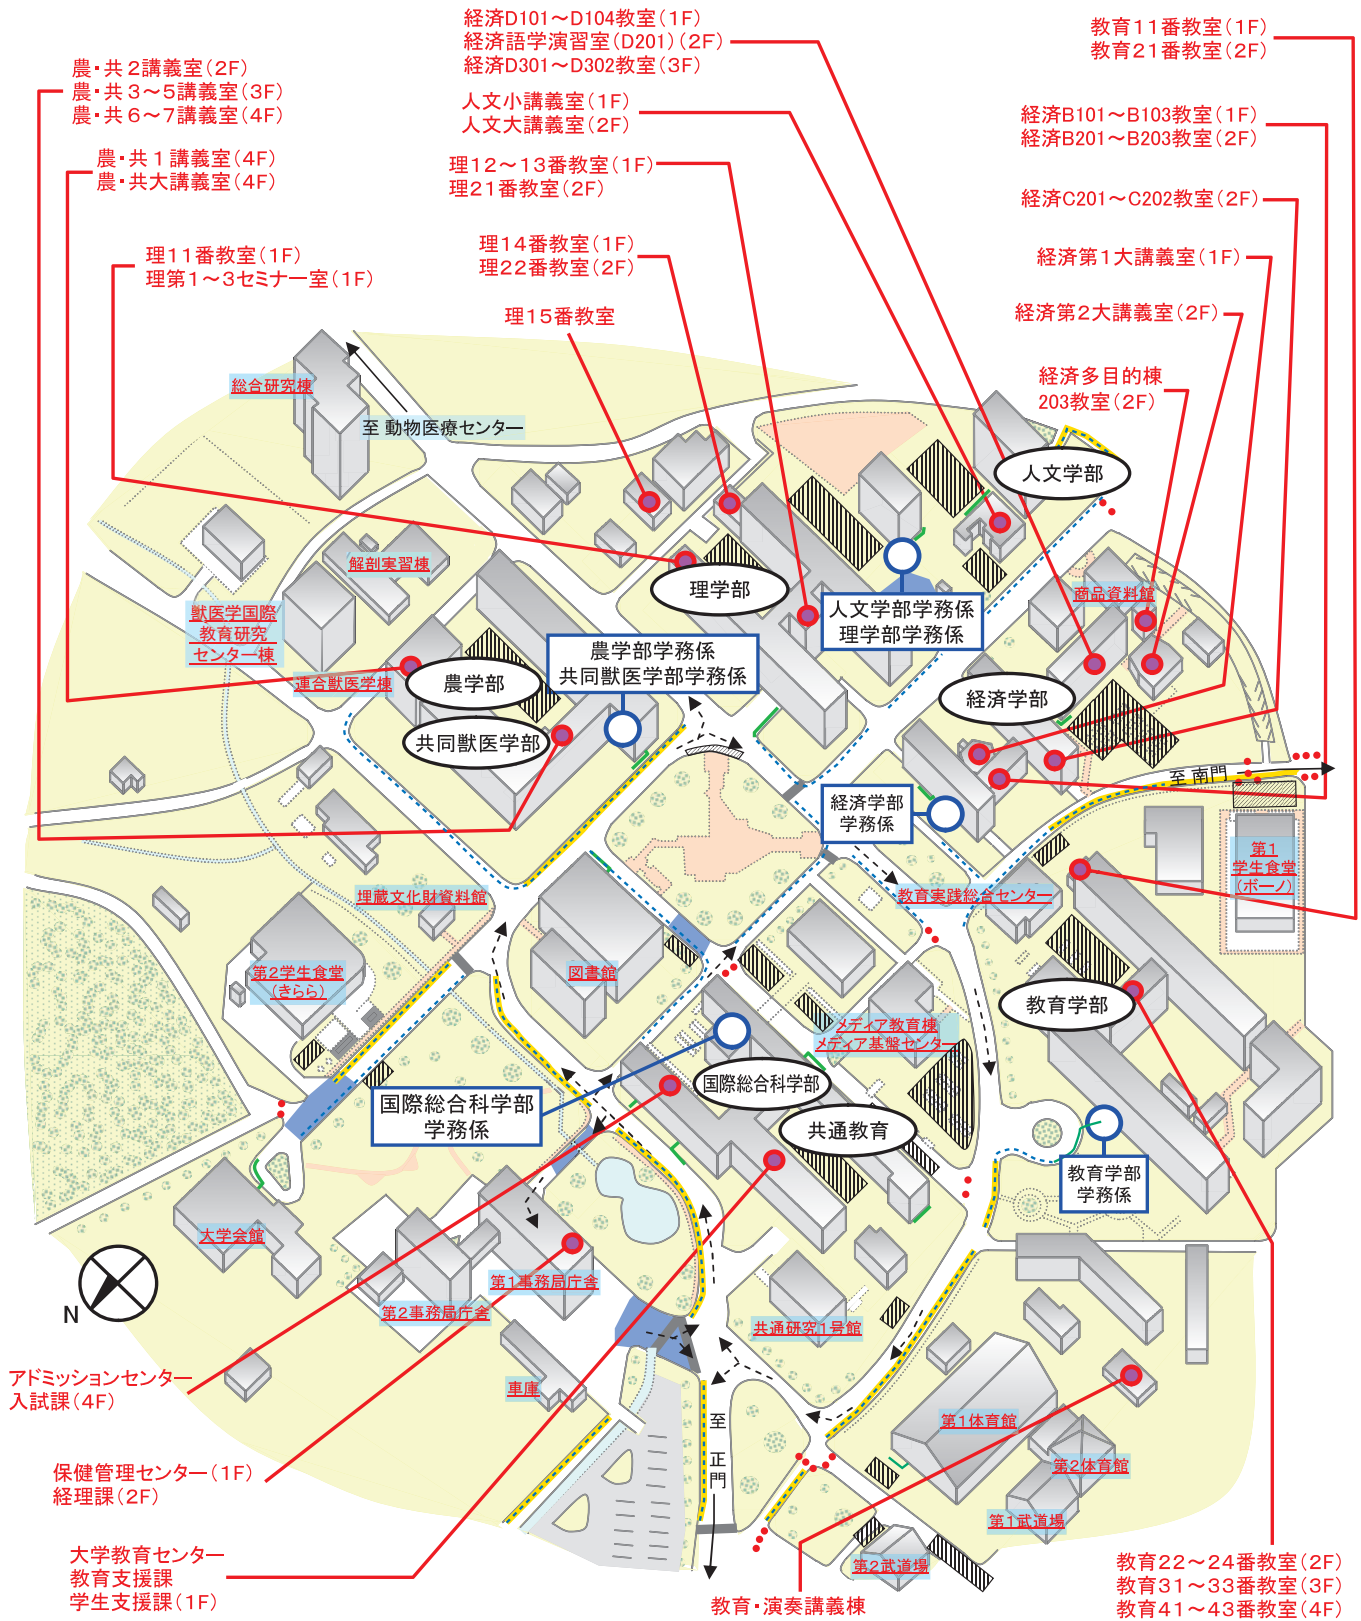 経済D101～D104教室(1F)
経済語学演習室(D201)(2F)
経済D301～D302教室(3F)
教育11番教室(1F)
教育21番教室(2F)
農・共2講義室(2F)
農・共3～5講義室(3F)
農・共6～7講義室(4F)
人文小講義室(1F)
人文大講義室(2F)
経済B101～B103教室(1F)
経済B201～B203教室(2F)
農・共1講義室(4F)
農・共大講義室(4F)
理12～13番教室(1F)
理21番教室(2F)
経済C201～C202教室(2F)
理11番教室(1F)
理第1～3セミナー室(1F)
理14番教室(1F)
理22番教室(2F)
経済第1大講義室(1F)
理15番教室
経済第2大講義室(2F)
経済多目的棟
203教室(2F)
総合研究棟
至 動物医療センター
人文学部
解剖実習棟
理学部
商品資料館
獣医学国際
教育研究
センター棟
人文学部学務係
理学部学務係
農学部学務係
共同獣医学部学務係
連合獣医学棟
農学部
経済学部
共同獣医学部
至 南門
経済学部
学務係
第1
学生食堂
(ボーノ)
埋蔵文化財資料館
教育実践総合センター
第2学生食堂
(きらら)
図書館
教育学部
メディア教育棟
メディア基盤センター
国際総合科学部
国際総合科学部
学務係
共通教育
教育学部
学務係
大学会館
第1事務局庁舎
第2事務局庁舎
N
共通研究1号館
車庫
アドミッションセンター
入試課(4F)
至
正
門
第1体育館
第2体育館
保健管理センター(1F)
経理課(2F)
第1武道場
大学教育センター
教育支援課
学生支援課(1F)
第2武道場
教育・演奏講義棟
教育22～24番教室(2F)
教育31～33番教室(3F)
教育41～43番教室(4F)